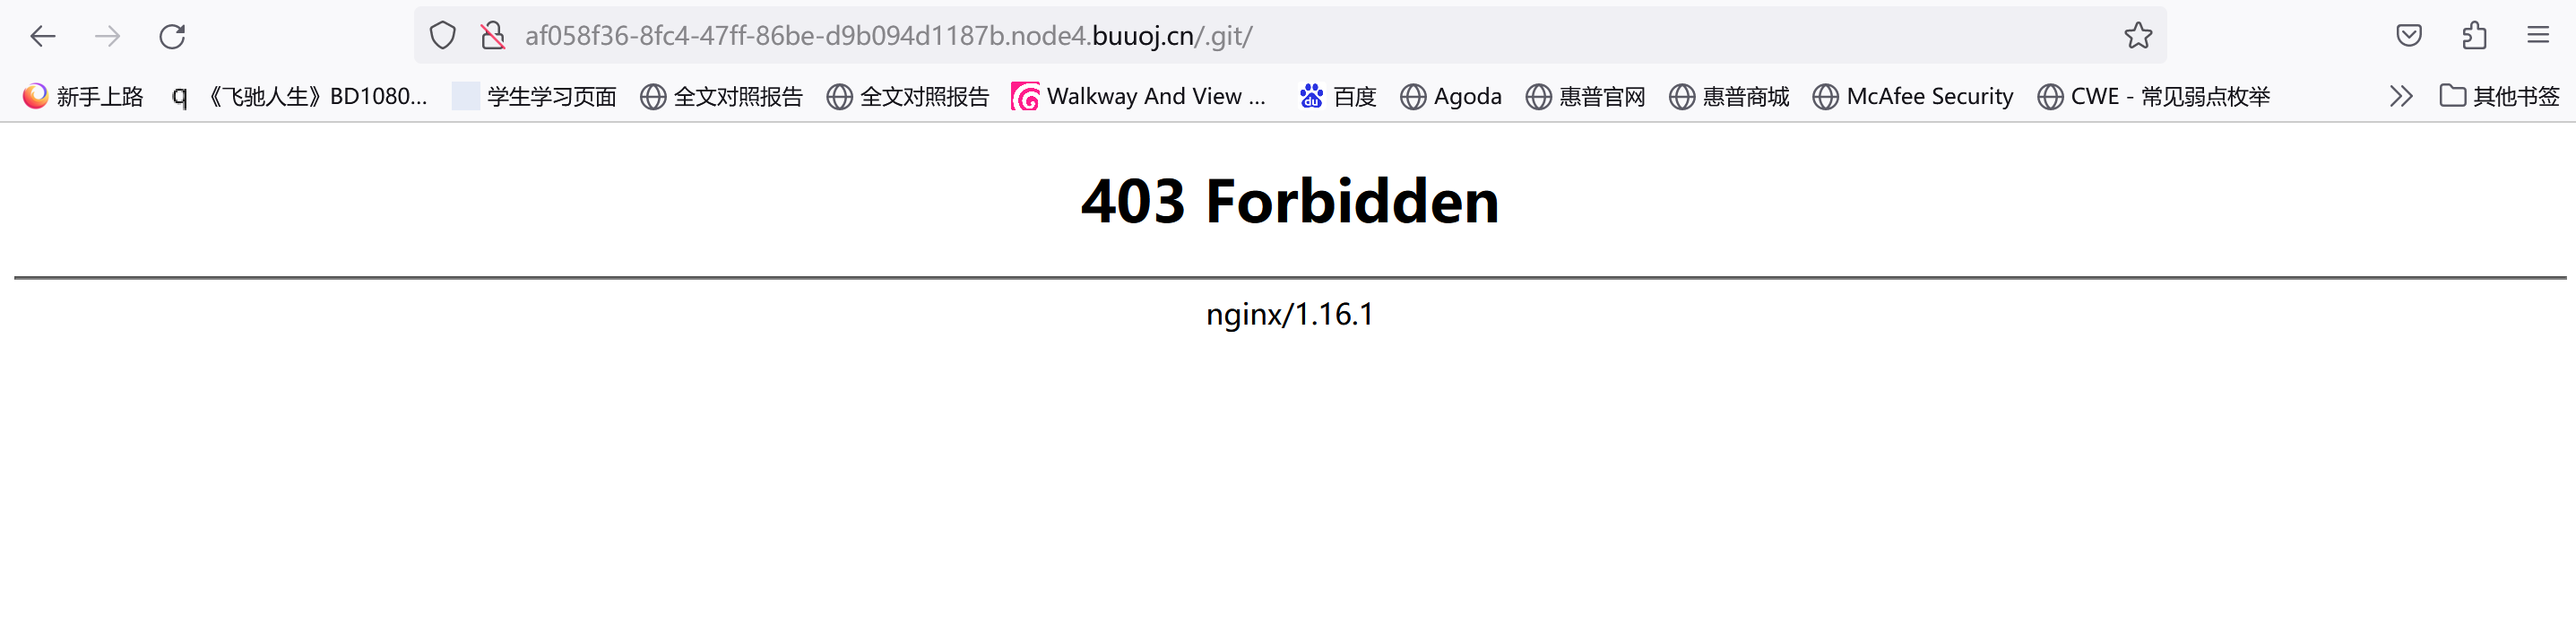 af058f36-8fc4-47ff-86be-d9b094d1187b.node4.buuoj.cn/.git/
新手上路 q 《飞驰人生》BD1080... 学生学习页面 全文对照报告 全文对照报告 Walkway And View ... du 百度 Agoda 惠普官网 惠普商城 McAfee Security CWE - 常见弱点枚举 其他书签
403 Forbidden
nginx/1.16.1